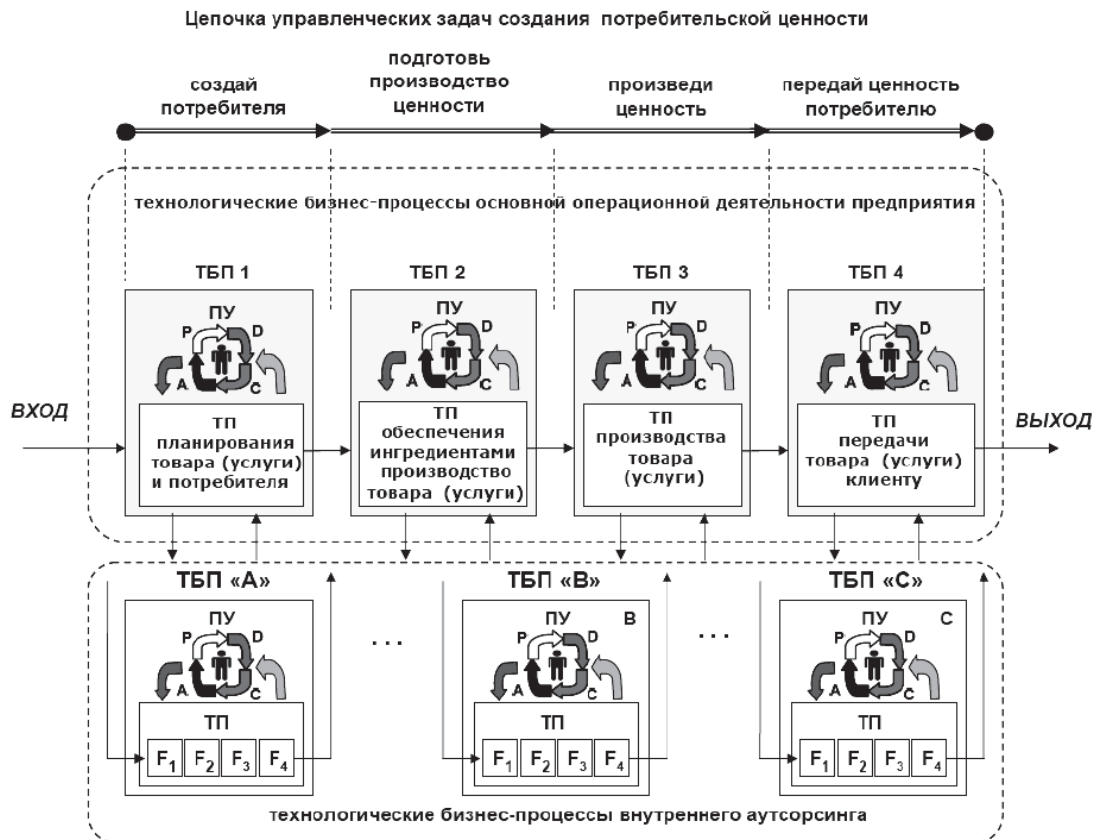 Цепочка управленческих задач создания потребительской ценности
создай
потребителя
подготовь
производство
ценности
произведи
ценность
передай ценность
потребителю
технологические бизнес-процессы основной операционной деятельности предприятия
ТБП 1
ТБП 2
ТБП 3
ТБП 4
ПУ
P
D
A
C
ПУ
P
D
A
C
ПУ
P
D
A
C
ПУ
P
D
A
C
ВХОД
ТП
планирования
товара (услуги)
и потребителя
ТП
обеспечения
ингредиентами
производство
товара (услуги)
ТП
производства
товара
(услуги)
ТП
передачи
товара (услуги)
клиенту
ВЫХОД
ТБП «А»
ТБП «В»
ТБП «С»
ПУ
P
D
A
C
ТП
F1 F2 F3 F4
...
ПУ
B
P
D
A
C
ТП
F1 F2 F3 F4
...
ПУ
C
P
D
A
C
ТП
F1 F2 F3 F4
технологические бизнес-процессы внутреннего аутсорсинга